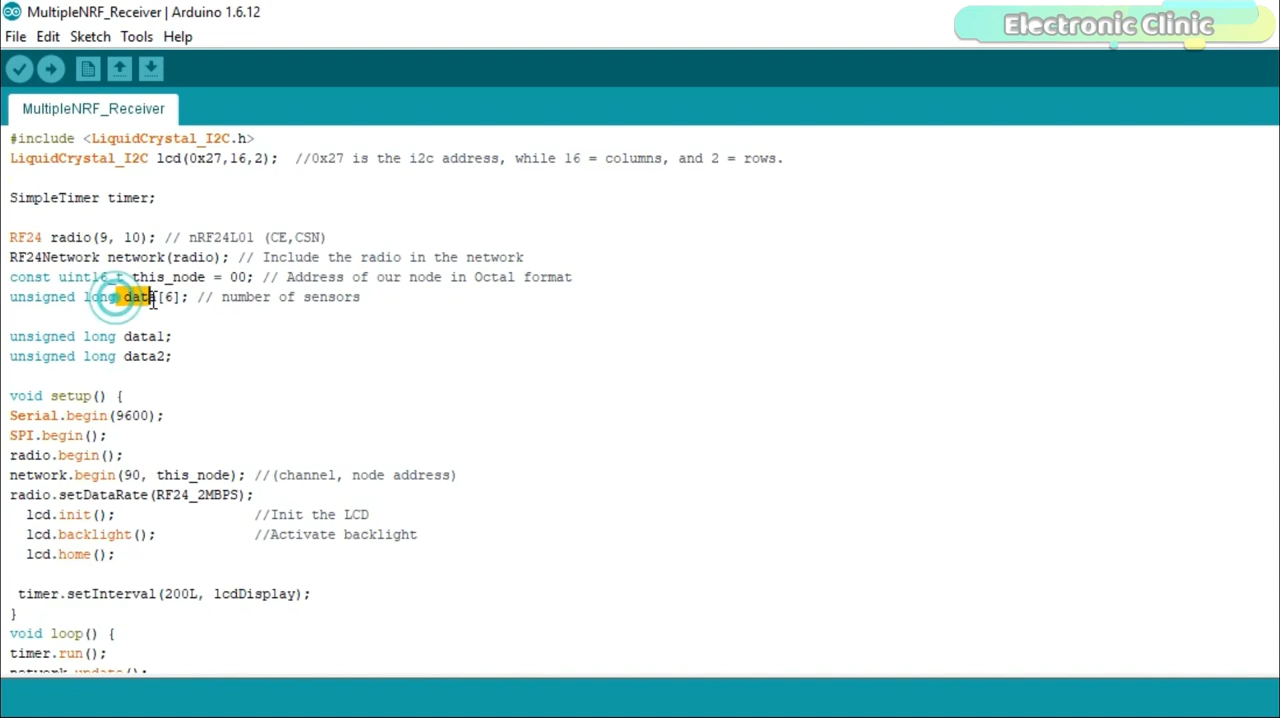 MultipleNRF_Receiver | Arduino 1.6.12
Electronic Clinic
File Edit Sketch Tools Help
MultipleNRF_Receiver
#include <LiquidCrystal_I2C.h>
LiquidCrystal_I2C lcd(0x27,16,2);  //0x27 is the i2c address, while 16 = columns, and 2 = rows.
SimpleTimer timer;
RF24 radio(9, 10); // nRF24L01 (CE,CSN)
RF24Network network(radio); // Include the radio in the network
const uint16_t this_node = 00; // Address of our node in Octal format
unsigned long data[6]; // number of sensors
unsigned long data1;
unsigned long data2;
void setup() {
Serial.begin(9600);
SPI.begin();
radio.begin();
network.begin(90, this_node); //(channel, node address)
radio.setDataRate(RF24_2MBPS);
lcd.init();                 //Init the LCD
lcd.backlight();            //Activate backlight
lcd.home();
timer.setInterval(200L, lcdDisplay);
}
void loop() {
timer.run();
network.update();